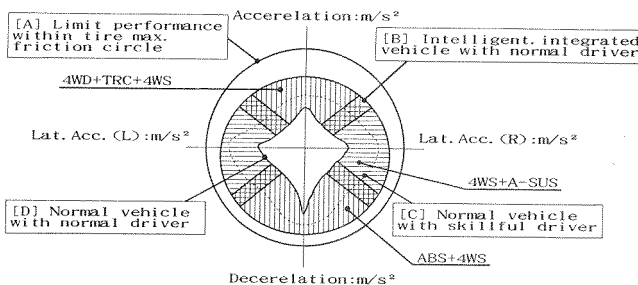 Accerelation:m/s²
[A] Limit performance
within tire max.
friction circle
[B] Intelligent.integrated
vehicle with normal driver
4WD+TRC+4WS
Lat.Acc.(L):m/s²
Lat.Acc.(R):m/s²
4WS+A-SUS
[D] Normal vehicle
with normal driver
[C] Normal vehicle
with skillful driver
ABS+4WS
Decerelation:m/s²